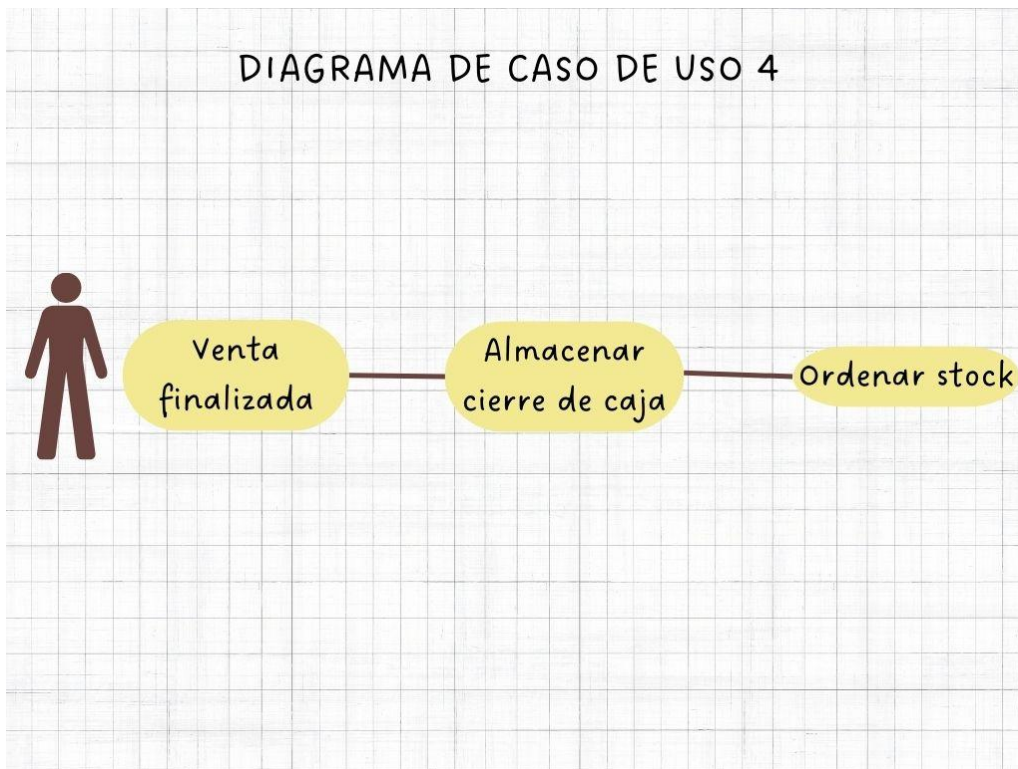 DIAGRAMA DE CASO DE USO 4
Venta
finalizada
Almacenar
cierre de caja
Ordenar stock